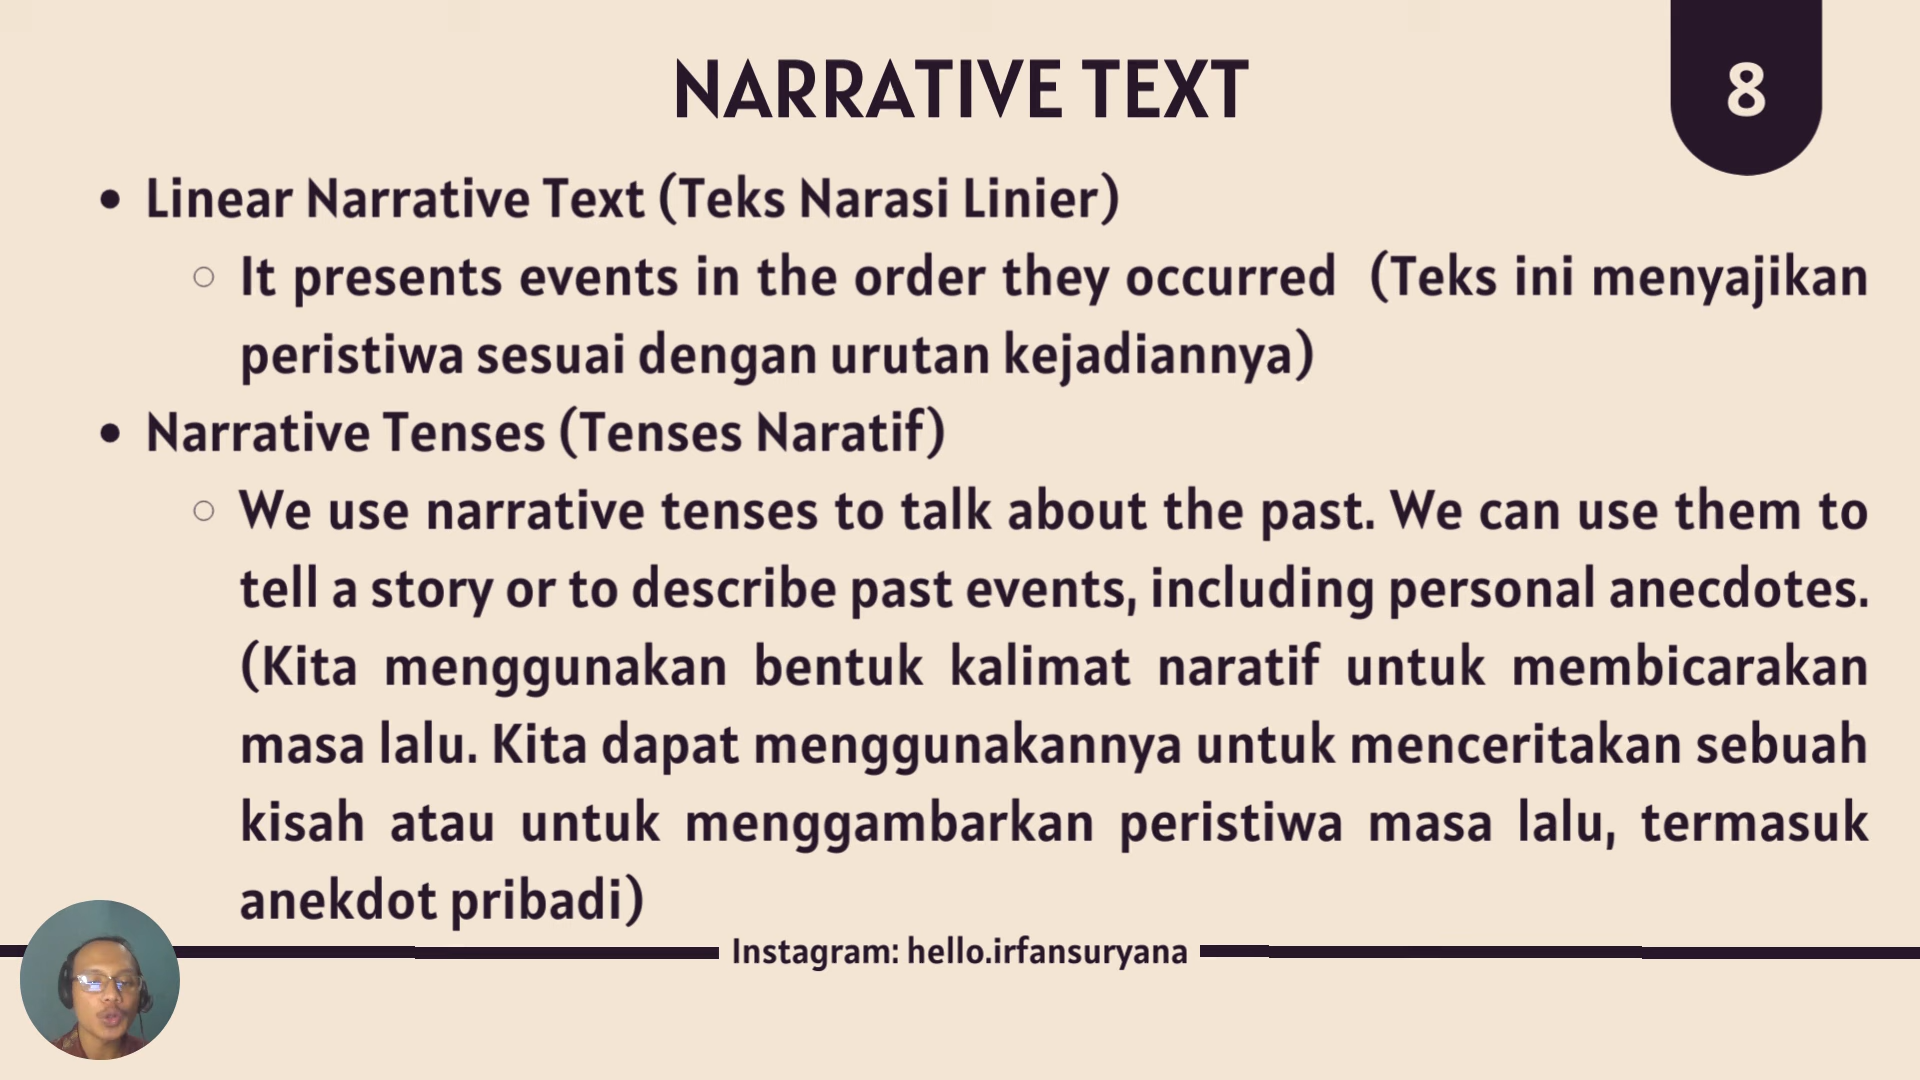 NARRATIVE TEXT
8
• Linear Narrative Text (Teks Narasi Linier)
○ It presents events in the order they occurred (Teks ini menyajikan
peristiwa sesuai dengan urutan kejadiannya)
• Narrative Tenses (Tenses Naratif)
○ We use narrative tenses to talk about the past. We can use them to
tell a story or to describe past events, including personal anecdotes.
(Kita menggunakan bentuk kalimat naratif untuk membicarakan
masa lalu. Kita dapat menggunakannya untuk menceritakan sebuah
kisah atau untuk menggambarkan peristiwa masa lalu, termasuk
anekdot pribadi)
Instagram: hello.irfansuryana